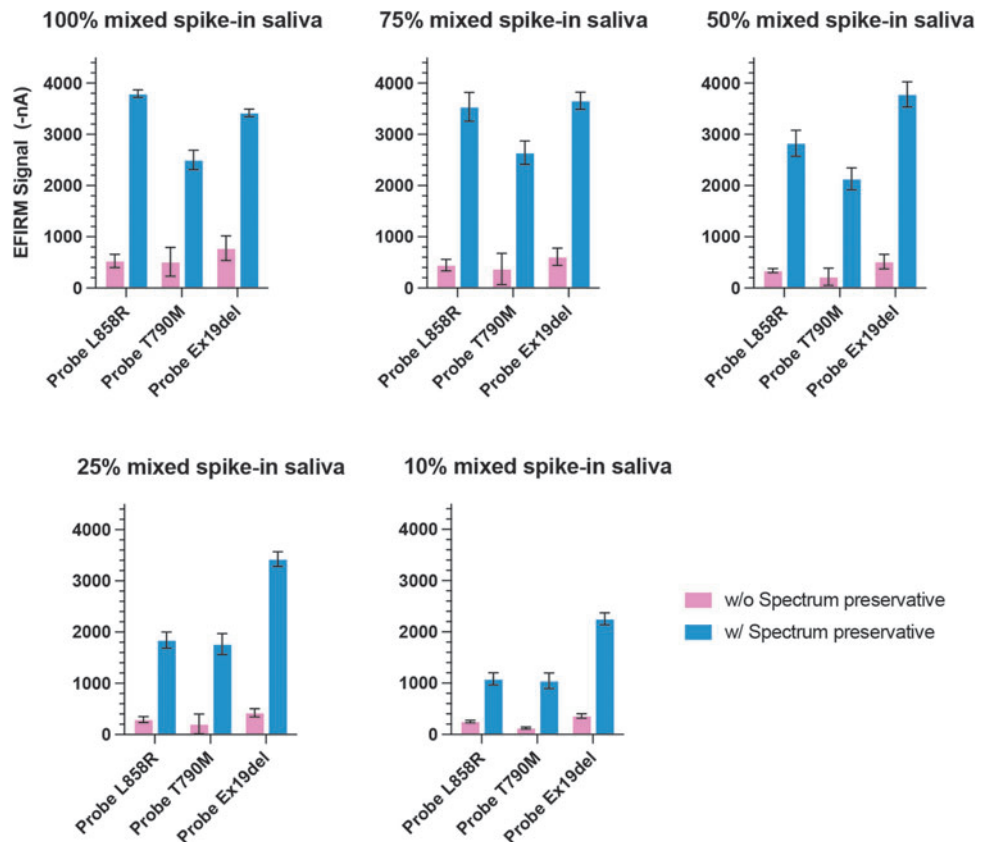 100% mixed spike-in saliva
75% mixed spike-in saliva
50% mixed spike-in saliva
EFIRM Signal (-nA)
4000
3000
2000
1000
0
Probe L858R
Probe T790M
Probe Ex19del
4000
3000
2000
1000
0
Probe L858R
Probe T790M
Probe Ex19del
4000
3000
2000
1000
0
Probe L858R
Probe T790M
Probe Ex19del
25% mixed spike-in saliva
10% mixed spike-in saliva
4000
3000
2000
1000
0
Probe L858R
Probe T790M
Probe Ex19del
4000
3000
2000
1000
0
Probe L858R
Probe T790M
Probe Ex19del
w/o Spectrum preservative
w/ Spectrum preservative